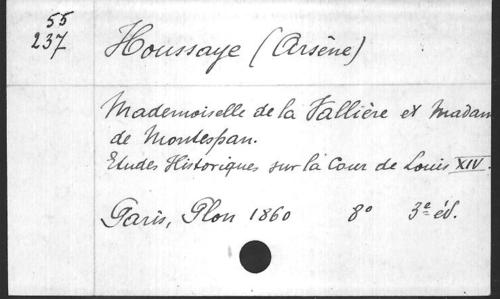 55
237
Houssaye (Arsène)
Mademoiselle de la Vallière et Madam
de Montespan.
Etudes Historiques sur la Cour de Louis XIV.
Paris, Plon 1860 8º 3e éd.